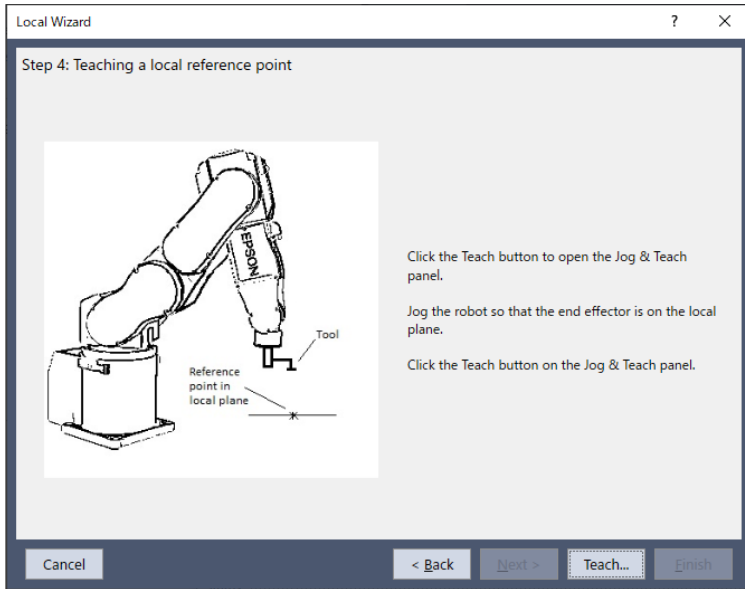 Local Wizard
?
Step 4: Teaching a local reference point
EPSON
Tool
Reference
point in
local plane
Click the Teach button to open the Jog & Teach
panel.
Jog the robot so that the end effector is on the local
plane.
Click the Teach button on the Jog & Teach panel.
Cancel
< Back
Next >
Teach...
Finish